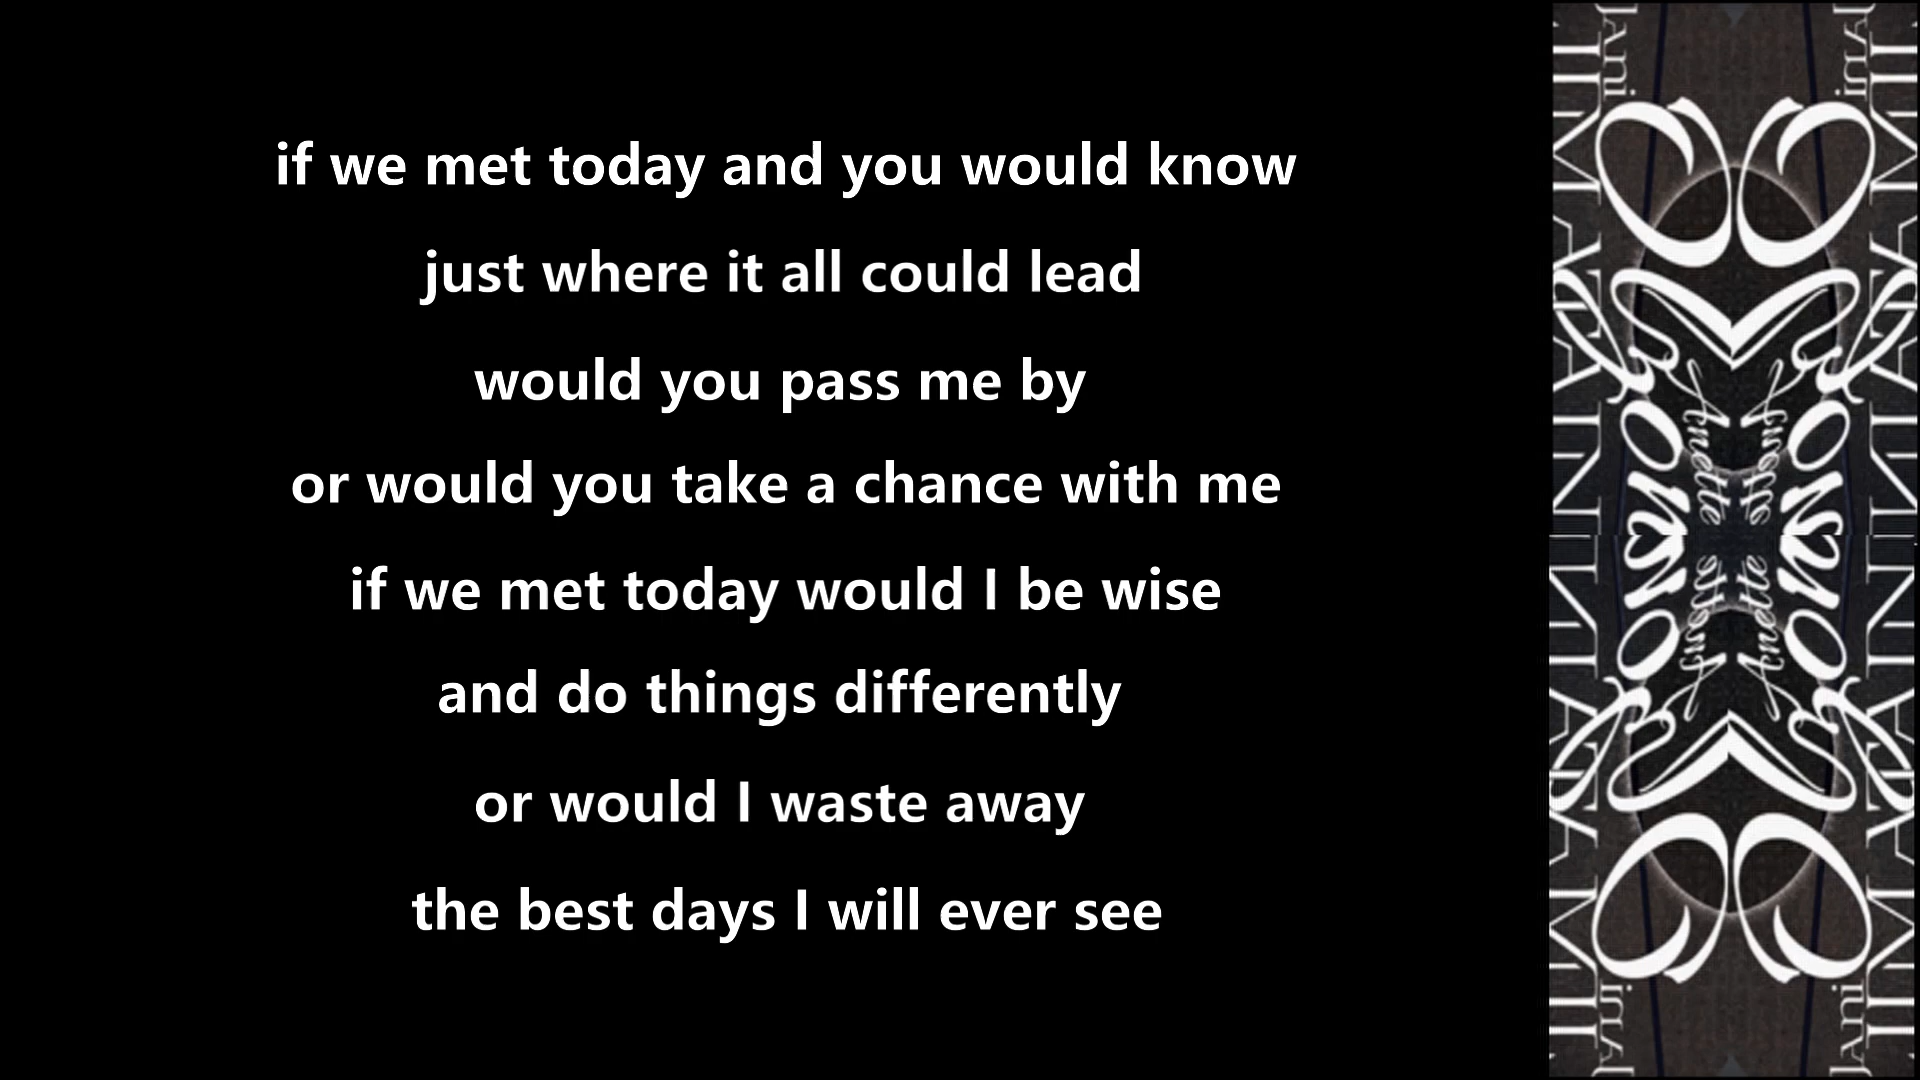 if we met today and you would know
just where it all could lead
would you pass me by
or would you take a chance with me
if we met today would I be wise
and do things differently
or would I waste away
the best days I will ever see